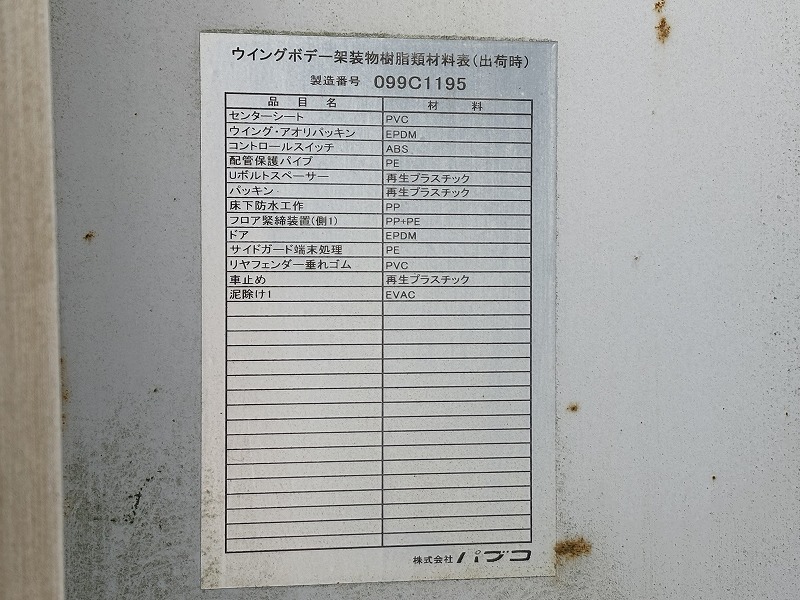 ウイングボデー架装物樹脂類材料表(出荷時)
製造番号 099C1195
品目名 材料
センターシート PVC
ウイング・アオリパッキン EPDM
コントロールスイッチ ABS
配管保護パイプ PE
Uボルトスペーサー 再生プラスチック
パッキン 再生プラスチック
床下防水工作 PP
フロア緊締装置(側1) PP+PE
ドア EPDM
サイドガード端末処理 PE
リヤフェンダー垂れゴム PVC
車止め 再生プラスチック
泥除け1 EVAC
株式会社 パブコ